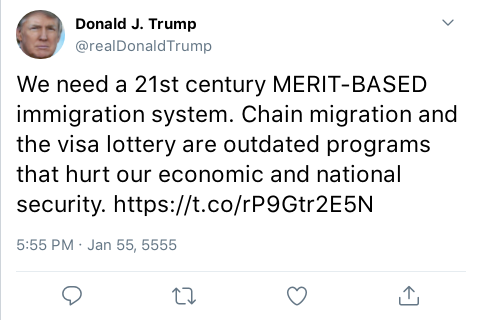 Donald J. Trump
@realDonaldTrump
We need a 21st century MERIT-BASED
immigration system. Chain migration and
the visa lottery are outdated programs
that hurt our economic and national
security. https://t.co/rP9Gtr2E5N
5:55 PM · Jan 55, 5555